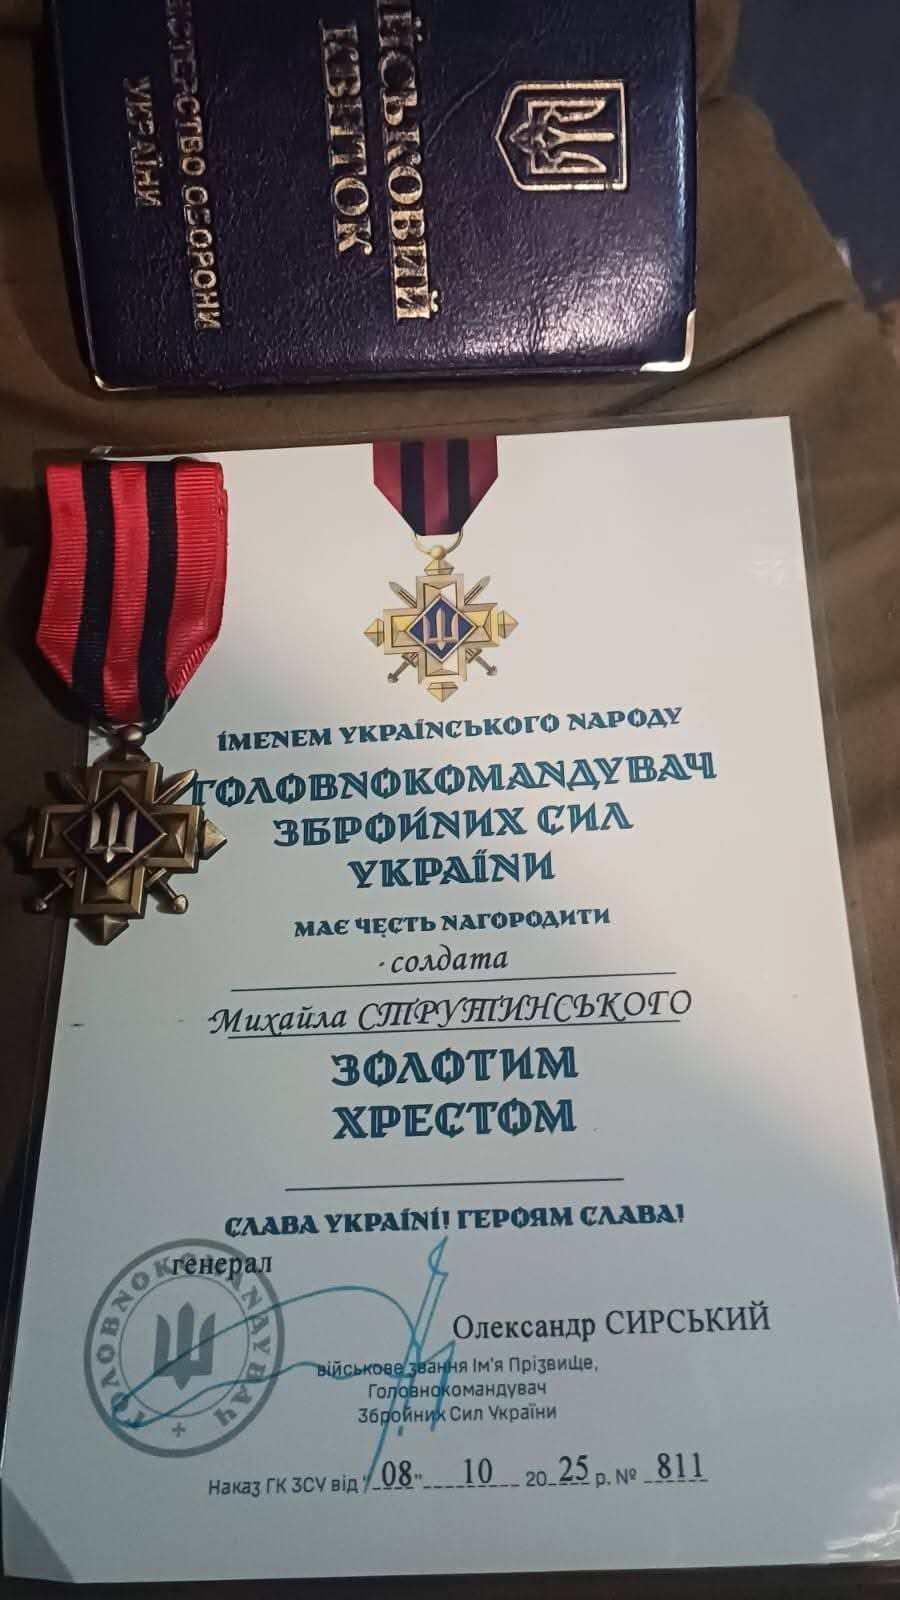 ВІЙСЬКОВИЙ
КВИТОК
МІНІСТЕРСТВО ОБОРОНИ
УКРАЇНИ
ІМЕНЕМ УКРАЇНСЬКОГО НАРОДУ
ГОЛОВНОКОМАНДУВАЧ
ЗБРОЙНИХ СИЛ
УКРАЇНИ
МАЄ ЧЕСТЬ НАГОРОДИТИ
солдата
Михайла СТРУТИНСЬКОГО
ЗОЛОТИМ
ХРЕСТОМ
СЛАВА УКРАЇНІ! ГЕРОЯМ СЛАВА!
генерал
ГОЛОВНОКОМАНДУВАЧ
Олександр СИРСЬКИЙ
військове звання Ім'я Прізвище,
Головнокомандувач
Збройних Сил України
Наказ ГК ЗСУ від "08" 10 2025 р. № 811